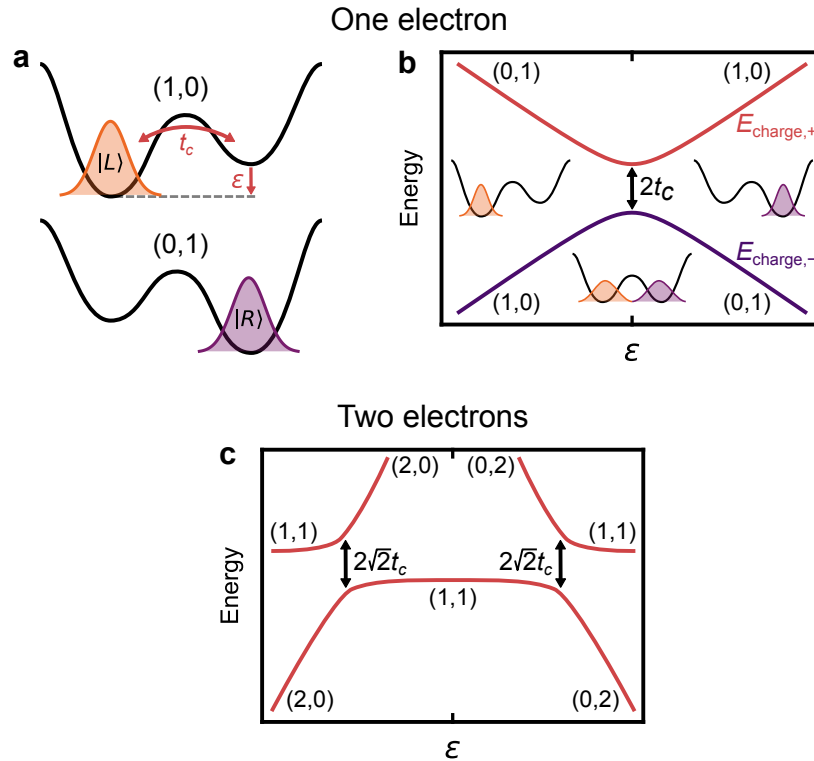 One electron
a
(1,0)
t_c
|L⟩
ε
(0,1)
|R⟩
b
(0,1)
(1,0)
E_charge,+
2t_c
E_charge,−
(1,0)
(0,1)
Energy
ε
Two electrons
c
(2,0)
(0,2)
(1,1)
(1,1)
2√2t_c
2√2t_c
(1,1)
(2,0)
(0,2)
Energy
ε